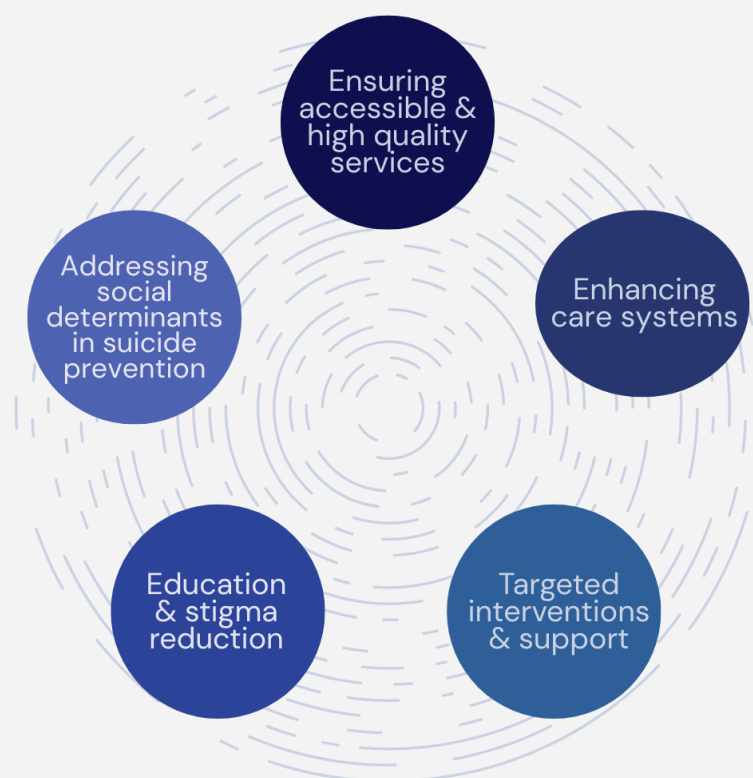 Ensuring
accessible &
high quality
services
Addressing
social
determinants
in suicide
prevention
Enhancing
care systems
Education
& stigma
reduction
Targeted
interventions
& support